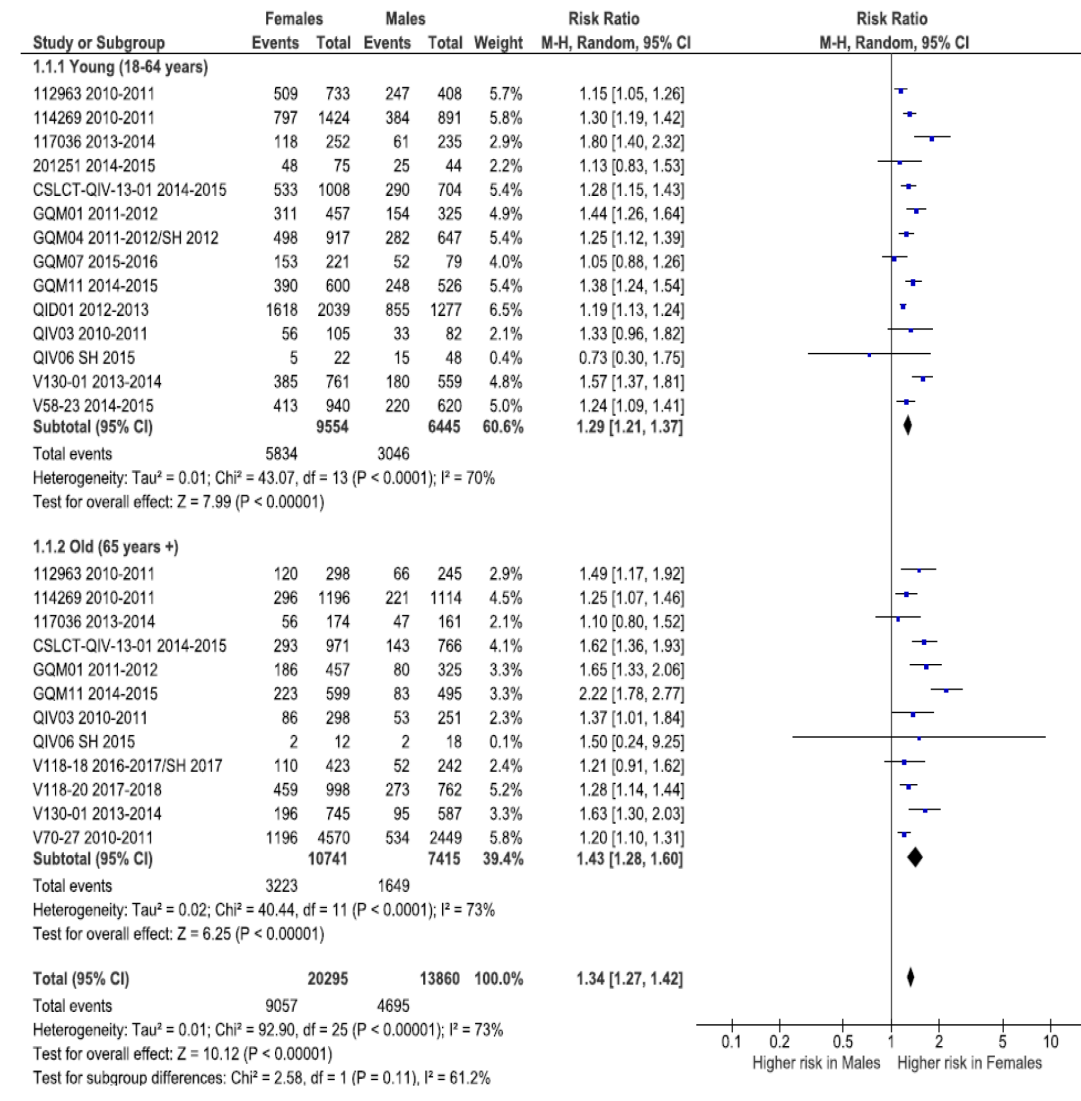 Females Males Risk Ratio Risk Ratio
Study or Subgroup Events Total Events Total Weight M-H, Random, 95% CI M-H, Random, 95% CI
1.1.1 Young (18-64 years)
112963 2010-2011 509 733 247 408 5.7% 1.15 [1.05, 1.26]
114269 2010-2011 797 1424 384 891 5.8% 1.30 [1.19, 1.42]
117036 2013-2014 118 252 61 235 2.9% 1.80 [1.40, 2.32]
201251 2014-2015 48 75 25 44 2.2% 1.13 [0.83, 1.53]
CSLCT-QIV-13-01 2014-2015 533 1008 290 704 5.4% 1.28 [1.15, 1.43]
GQM01 2011-2012 311 457 154 325 4.9% 1.44 [1.26, 1.64]
GQM04 2011-2012/SH 2012 498 917 282 647 5.4% 1.25 [1.12, 1.39]
GQM07 2015-2016 153 221 52 79 4.0% 1.05 [0.88, 1.26]
GQM11 2014-2015 390 600 248 526 5.4% 1.38 [1.24, 1.54]
QID01 2012-2013 1618 2039 855 1277 6.5% 1.19 [1.13, 1.24]
QIV03 2010-2011 56 105 33 82 2.1% 1.33 [0.96, 1.82]
QIV06 SH 2015 5 22 15 48 0.4% 0.73 [0.30, 1.75]
V130-01 2013-2014 385 761 180 559 4.8% 1.57 [1.37, 1.81]
V58-23 2014-2015 413 940 220 620 5.0% 1.24 [1.09, 1.41]
Subtotal (95% CI) 9554 6445 60.6% 1.29 [1.21, 1.37]
Total events 5834 3046
Heterogeneity: Tau² = 0.01; Chi² = 43.07, df = 13 (P < 0.0001); I² = 70%
Test for overall effect: Z = 7.99 (P < 0.00001)
1.1.2 Old (65 years +)
112963 2010-2011 120 298 66 245 2.9% 1.49 [1.17, 1.92]
114269 2010-2011 296 1196 221 1114 4.5% 1.25 [1.07, 1.46]
117036 2013-2014 56 174 47 161 2.1% 1.10 [0.80, 1.52]
CSLCT-QIV-13-01 2014-2015 293 971 143 766 4.1% 1.62 [1.36, 1.93]
GQM01 2011-2012 186 457 80 325 3.3% 1.65 [1.33, 2.06]
GQM11 2014-2015 223 599 83 495 3.3% 2.22 [1.78, 2.77]
QIV03 2010-2011 86 298 53 251 2.3% 1.37 [1.01, 1.84]
QIV06 SH 2015 2 12 2 18 0.1% 1.50 [0.24, 9.25]
V118-18 2016-2017/SH 2017 110 423 52 242 2.4% 1.21 [0.91, 1.62]
V118-20 2017-2018 459 998 273 762 5.2% 1.28 [1.14, 1.44]
V130-01 2013-2014 196 745 95 587 3.3% 1.63 [1.30, 2.03]
V70-27 2010-2011 1196 4570 534 2449 5.8% 1.20 [1.10, 1.31]
Subtotal (95% CI) 10741 7415 39.4% 1.43 [1.28, 1.60]
Total events 3223 1649
Heterogeneity: Tau² = 0.02; Chi² = 40.44, df = 11 (P < 0.0001); I² = 73%
Test for overall effect: Z = 6.25 (P < 0.00001)
Total (95% CI) 20295 13860 100.0% 1.34 [1.27, 1.42]
Total events 9057 4695
Heterogeneity: Tau² = 0.01; Chi² = 92.90, df = 25 (P < 0.00001); I² = 73%
Test for overall effect: Z = 10.12 (P < 0.00001)
Test for subgroup differences: Chi² = 2.58, df = 1 (P = 0.11), I² = 61.2%
0.1 0.2 0.5 1 2 5 10
Higher risk in Males Higher risk in Females